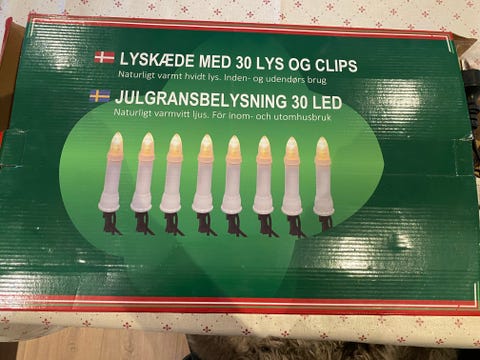 LYSKÆDE MED 30 LYS OG CLIPS
Naturligt varmt hvidt lys. Inden- og udendørs brug
JULGRANSBELYSNING 30 LED
Naturligt varmvitt ljus. För inom- och utomhusbruk